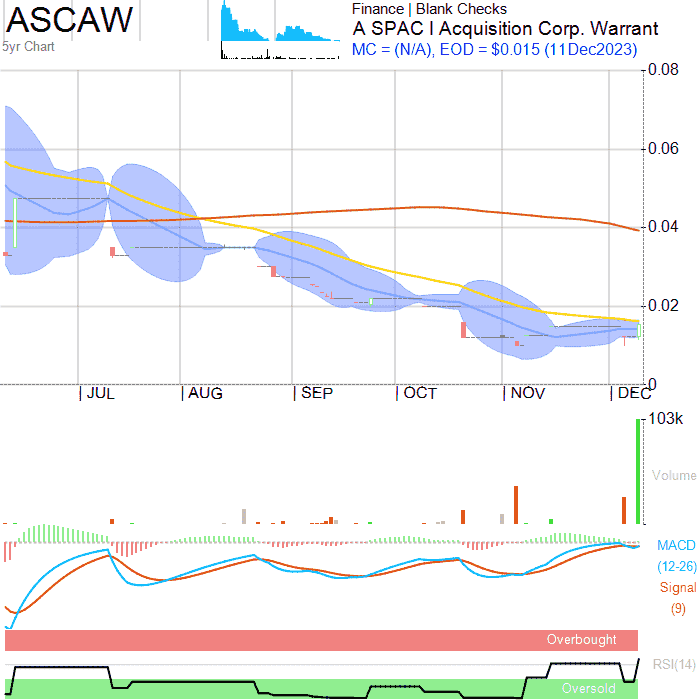 ASCAW
5yr Chart
Finance | Blank Checks
A SPAC I Acquisition Corp. Warrant
MC = (N/A), EOD = $0.015 (11Dec2023)
0.08
0.06
0.04
0.02
0
JUL AUG SEP OCT NOV DEC
103k
Volume
MACD
(12-26)
Signal
(9)
Overbought
RSI(14)
Oversold